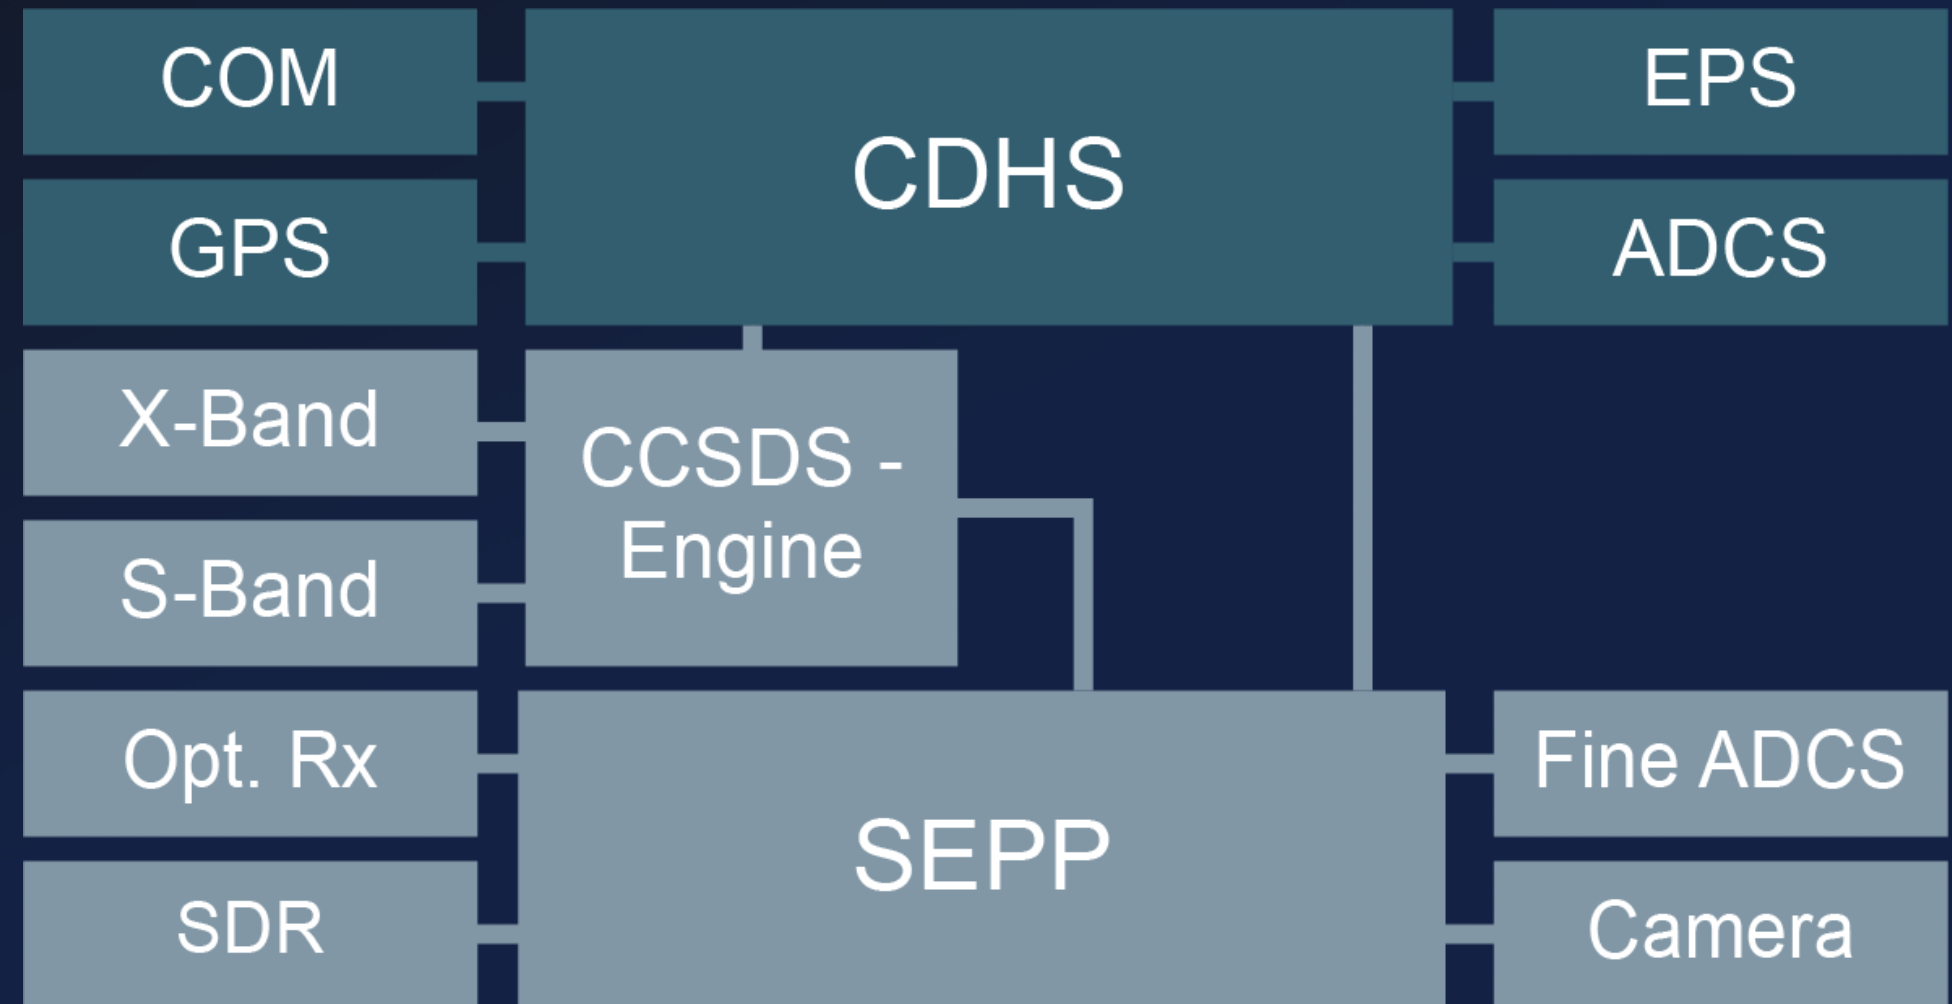 COM
CDHS
EPS
GPS
ADCS
X-Band
CCSDS -
Engine
S-Band
Opt. Rx
SEPP
Fine ADCS
SDR
Camera